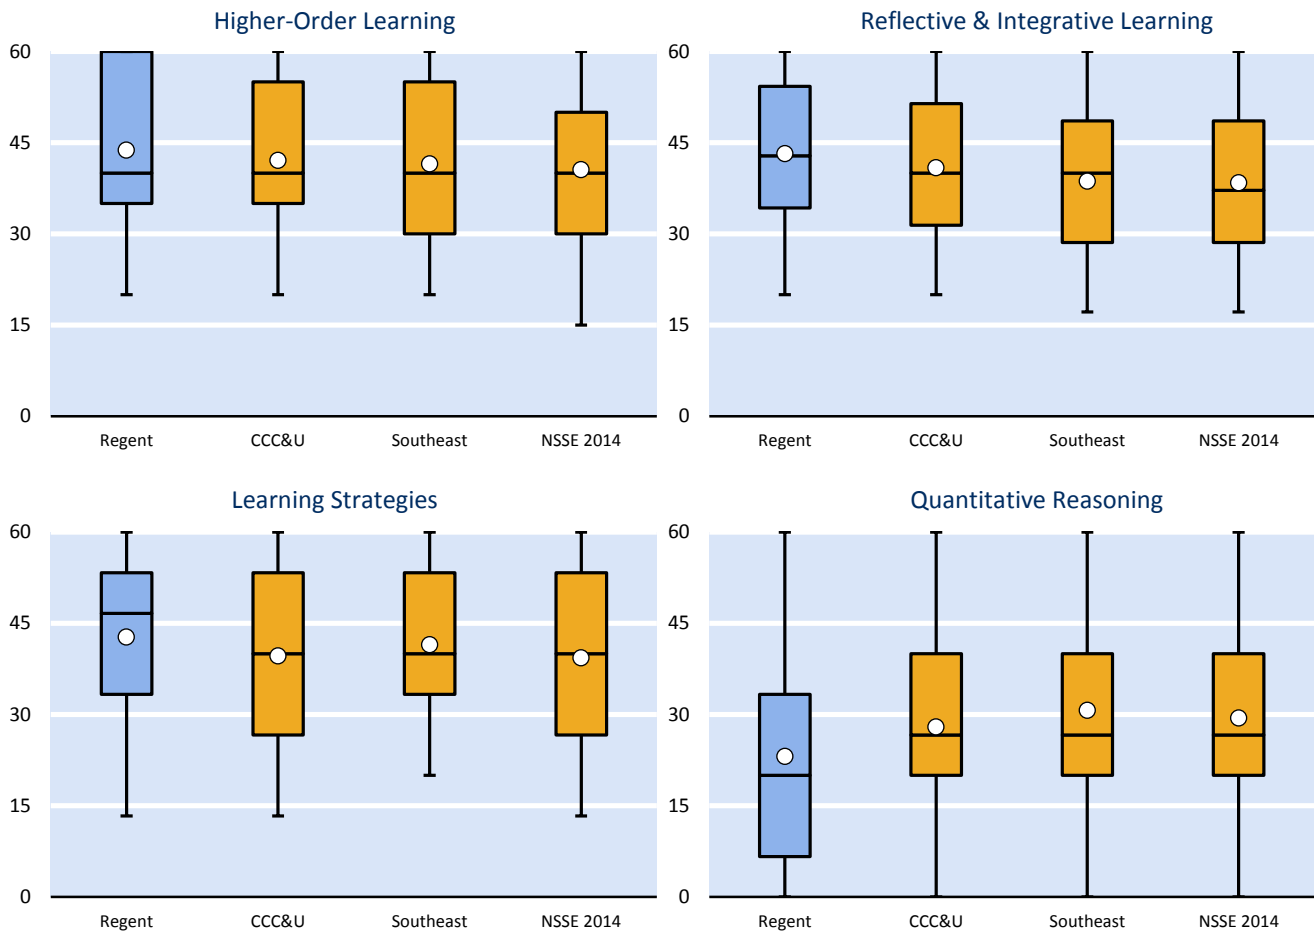 Higher-Order Learning
60
45
30
15
0
Regent CCC&U Southeast NSSE 2014
Reflective & Integrative Learning
60
45
30
15
0
Regent CCC&U Southeast NSSE 2014
Learning Strategies
60
45
30
15
0
Regent CCC&U Southeast NSSE 2014
Quantitative Reasoning
60
45
30
15
0
Regent CCC&U Southeast NSSE 2014